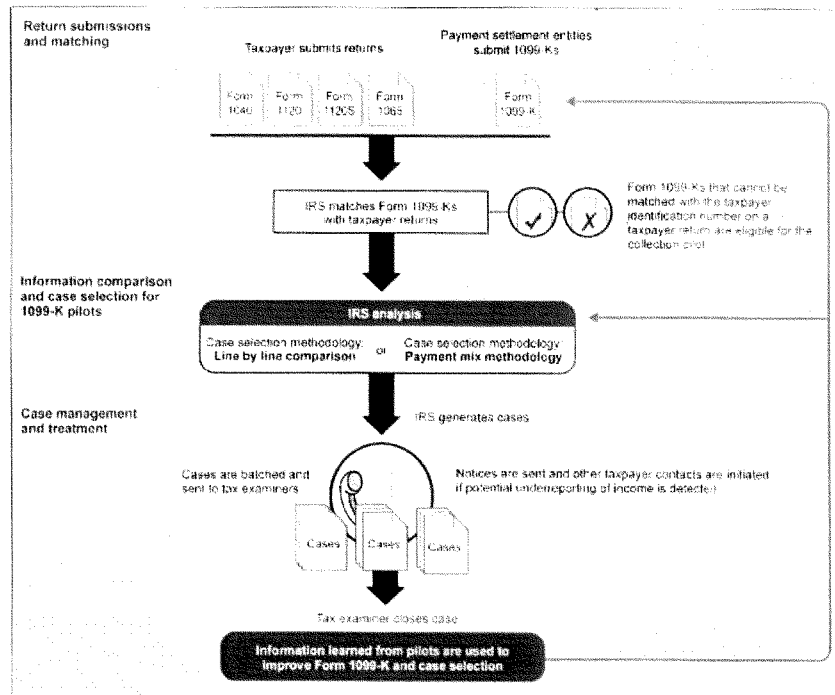 Return submissions
and matching
Taxpayer submits returns
Payment settlement entities
submit 1099-Ks
Form
1040
Form
1120
Form
1120S
Form
1065
Form
1099-K
IRS matches Form 1099-Ks
with taxpayer returns
Form 1099-Ks that cannot be
matched with the taxpayer
identification number on a
taxpayer return are eligible for the
collection pilot
Information comparison
and case selection for
1099-K pilots
IRS analysis
Case selection methodology:
Line by line comparison
or
Case selection methodology:
Payment mix methodology
Case management
and treatment
IRS generates cases
Cases are batched and
sent to tax examiners
Notices are sent and other taxpayer contacts are initiated
if potential underreporting of income is detected
Cases
Cases
Cases
Tax examiner closes case
Information learned from pilots are used to
improve Form 1099-K and case selection